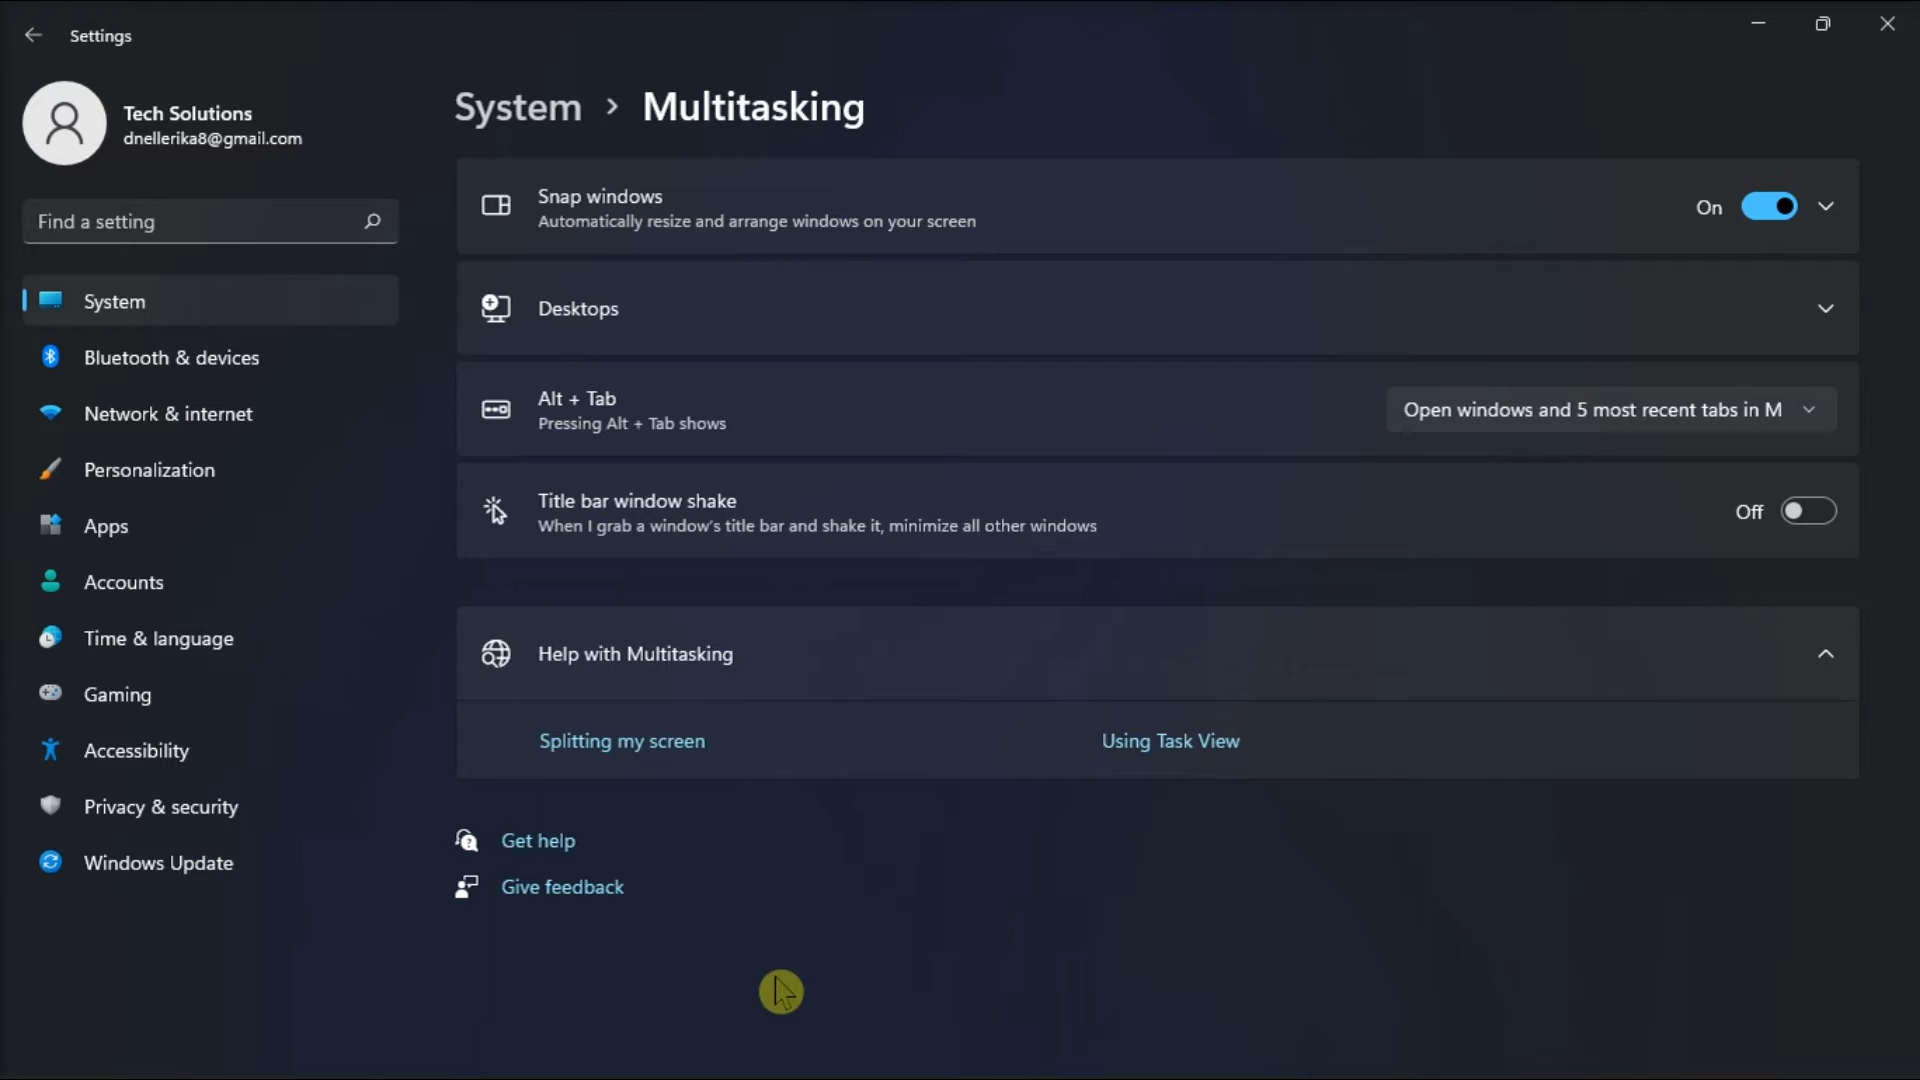 Settings
Tech Solutions
dnellerika8@gmail.com
Find a setting
System
Bluetooth & devices
Network & internet
Personalization
Apps
Accounts
Time & language
Gaming
Accessibility
Privacy & security
Windows Update
System > Multitasking
Snap windows
Automatically resize and arrange windows on your screen
On
Desktops
Alt + Tab
Pressing Alt + Tab shows
Open windows and 5 most recent tabs in M
Title bar window shake
When I grab a window's title bar and shake it, minimize all other windows
Off
Help with Multitasking
Splitting my screen
Using Task View
Get help
Give feedback